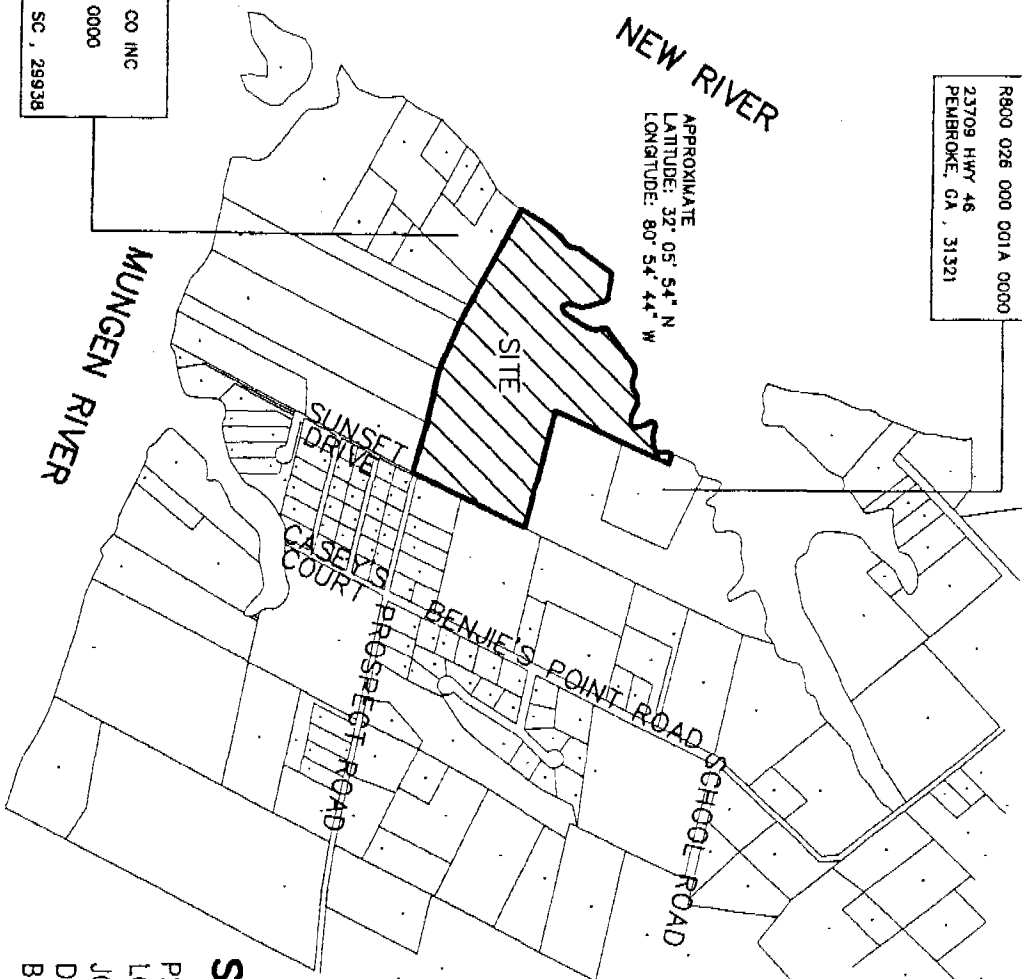 CO INC
0000
SC , 29938
NEW RIVER
APPROXIMATE
LATITUDE: 32° 05' 54" N
LONGITUDE: 80° 54' 44" W
R800 026 000 001A 0000
23709 HWY 46
PEMBROKE, GA , 31321
MUNGEN RIVER
SITE
SUNSET
DRIVE
CASEY'S
COURT
BENJIE'S POINT ROAD
PROSPECT ROAD
SCHOOL ROAD
S
P
L
JO
D
B